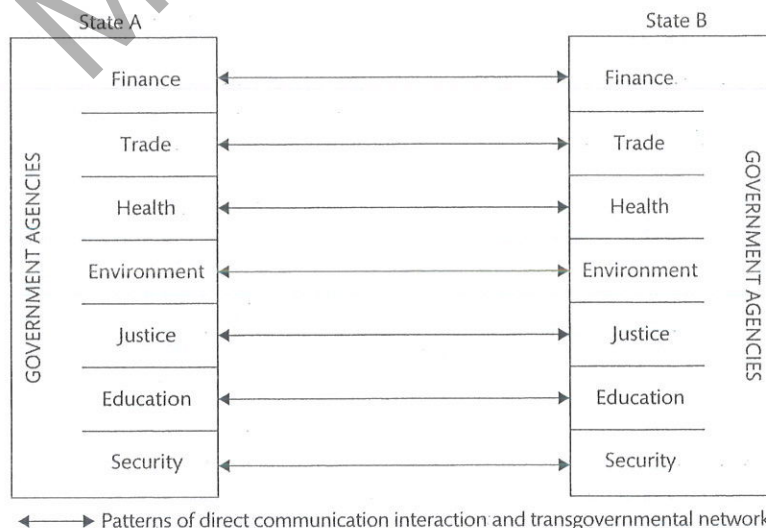 State A
State B
GOVERNMENT AGENCIES
Finance
Finance
Trade
Trade
Health
Health
Environment
Environment
Justice
Justice
Education
Education
Security
Security
GOVERNMENT AGENCIES
Patterns of direct communication interaction and transgovernmental network